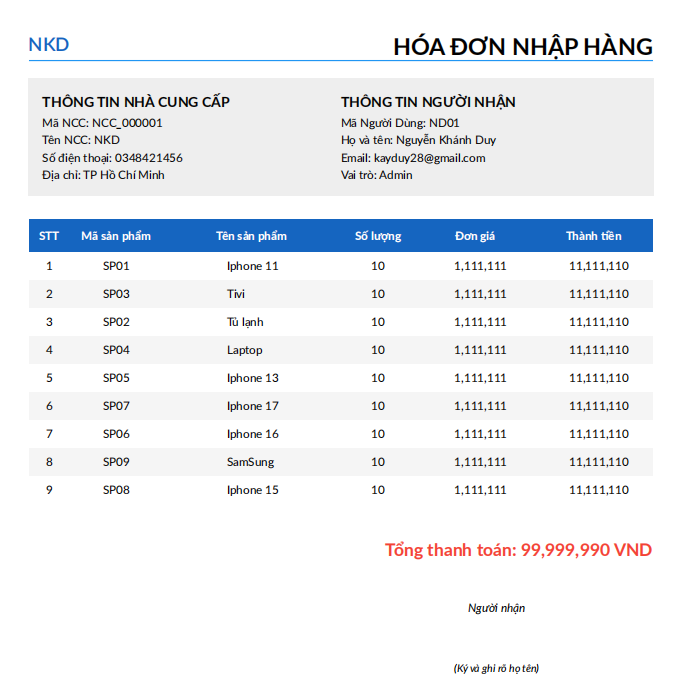 NKD HÓA ĐƠN NHẬP HÀNG
THÔNG TIN NHÀ CUNG CẤP
Mã NCC: NCC_000001
Tên NCC: NKD
Số điện thoại: 0348421456
Địa chỉ: TP Hồ Chí Minh
THÔNG TIN NGƯỜI NHẬN
Mã Người Dùng: ND01
Họ và tên: Nguyễn Khánh Duy
Email: kayduy28@gmail.com
Vai trò: Admin
STT Mã sản phẩm Tên sản phẩm Số lượng Đơn giá Thành tiền
1 SP01 Iphone 11 10 1,111,111 11,111,110
2 SP03 Tivi 10 1,111,111 11,111,110
3 SP02 Tủ lạnh 10 1,111,111 11,111,110
4 SP04 Laptop 10 1,111,111 11,111,110
5 SP05 Iphone 13 10 1,111,111 11,111,110
6 SP07 Iphone 17 10 1,111,111 11,111,110
7 SP06 Iphone 16 10 1,111,111 11,111,110
8 SP09 SamSung 10 1,111,111 11,111,110
9 SP08 Iphone 15 10 1,111,111 11,111,110
Tổng thanh toán: 99,999,990 VND
Người nhận
(Ký và ghi rõ họ tên)